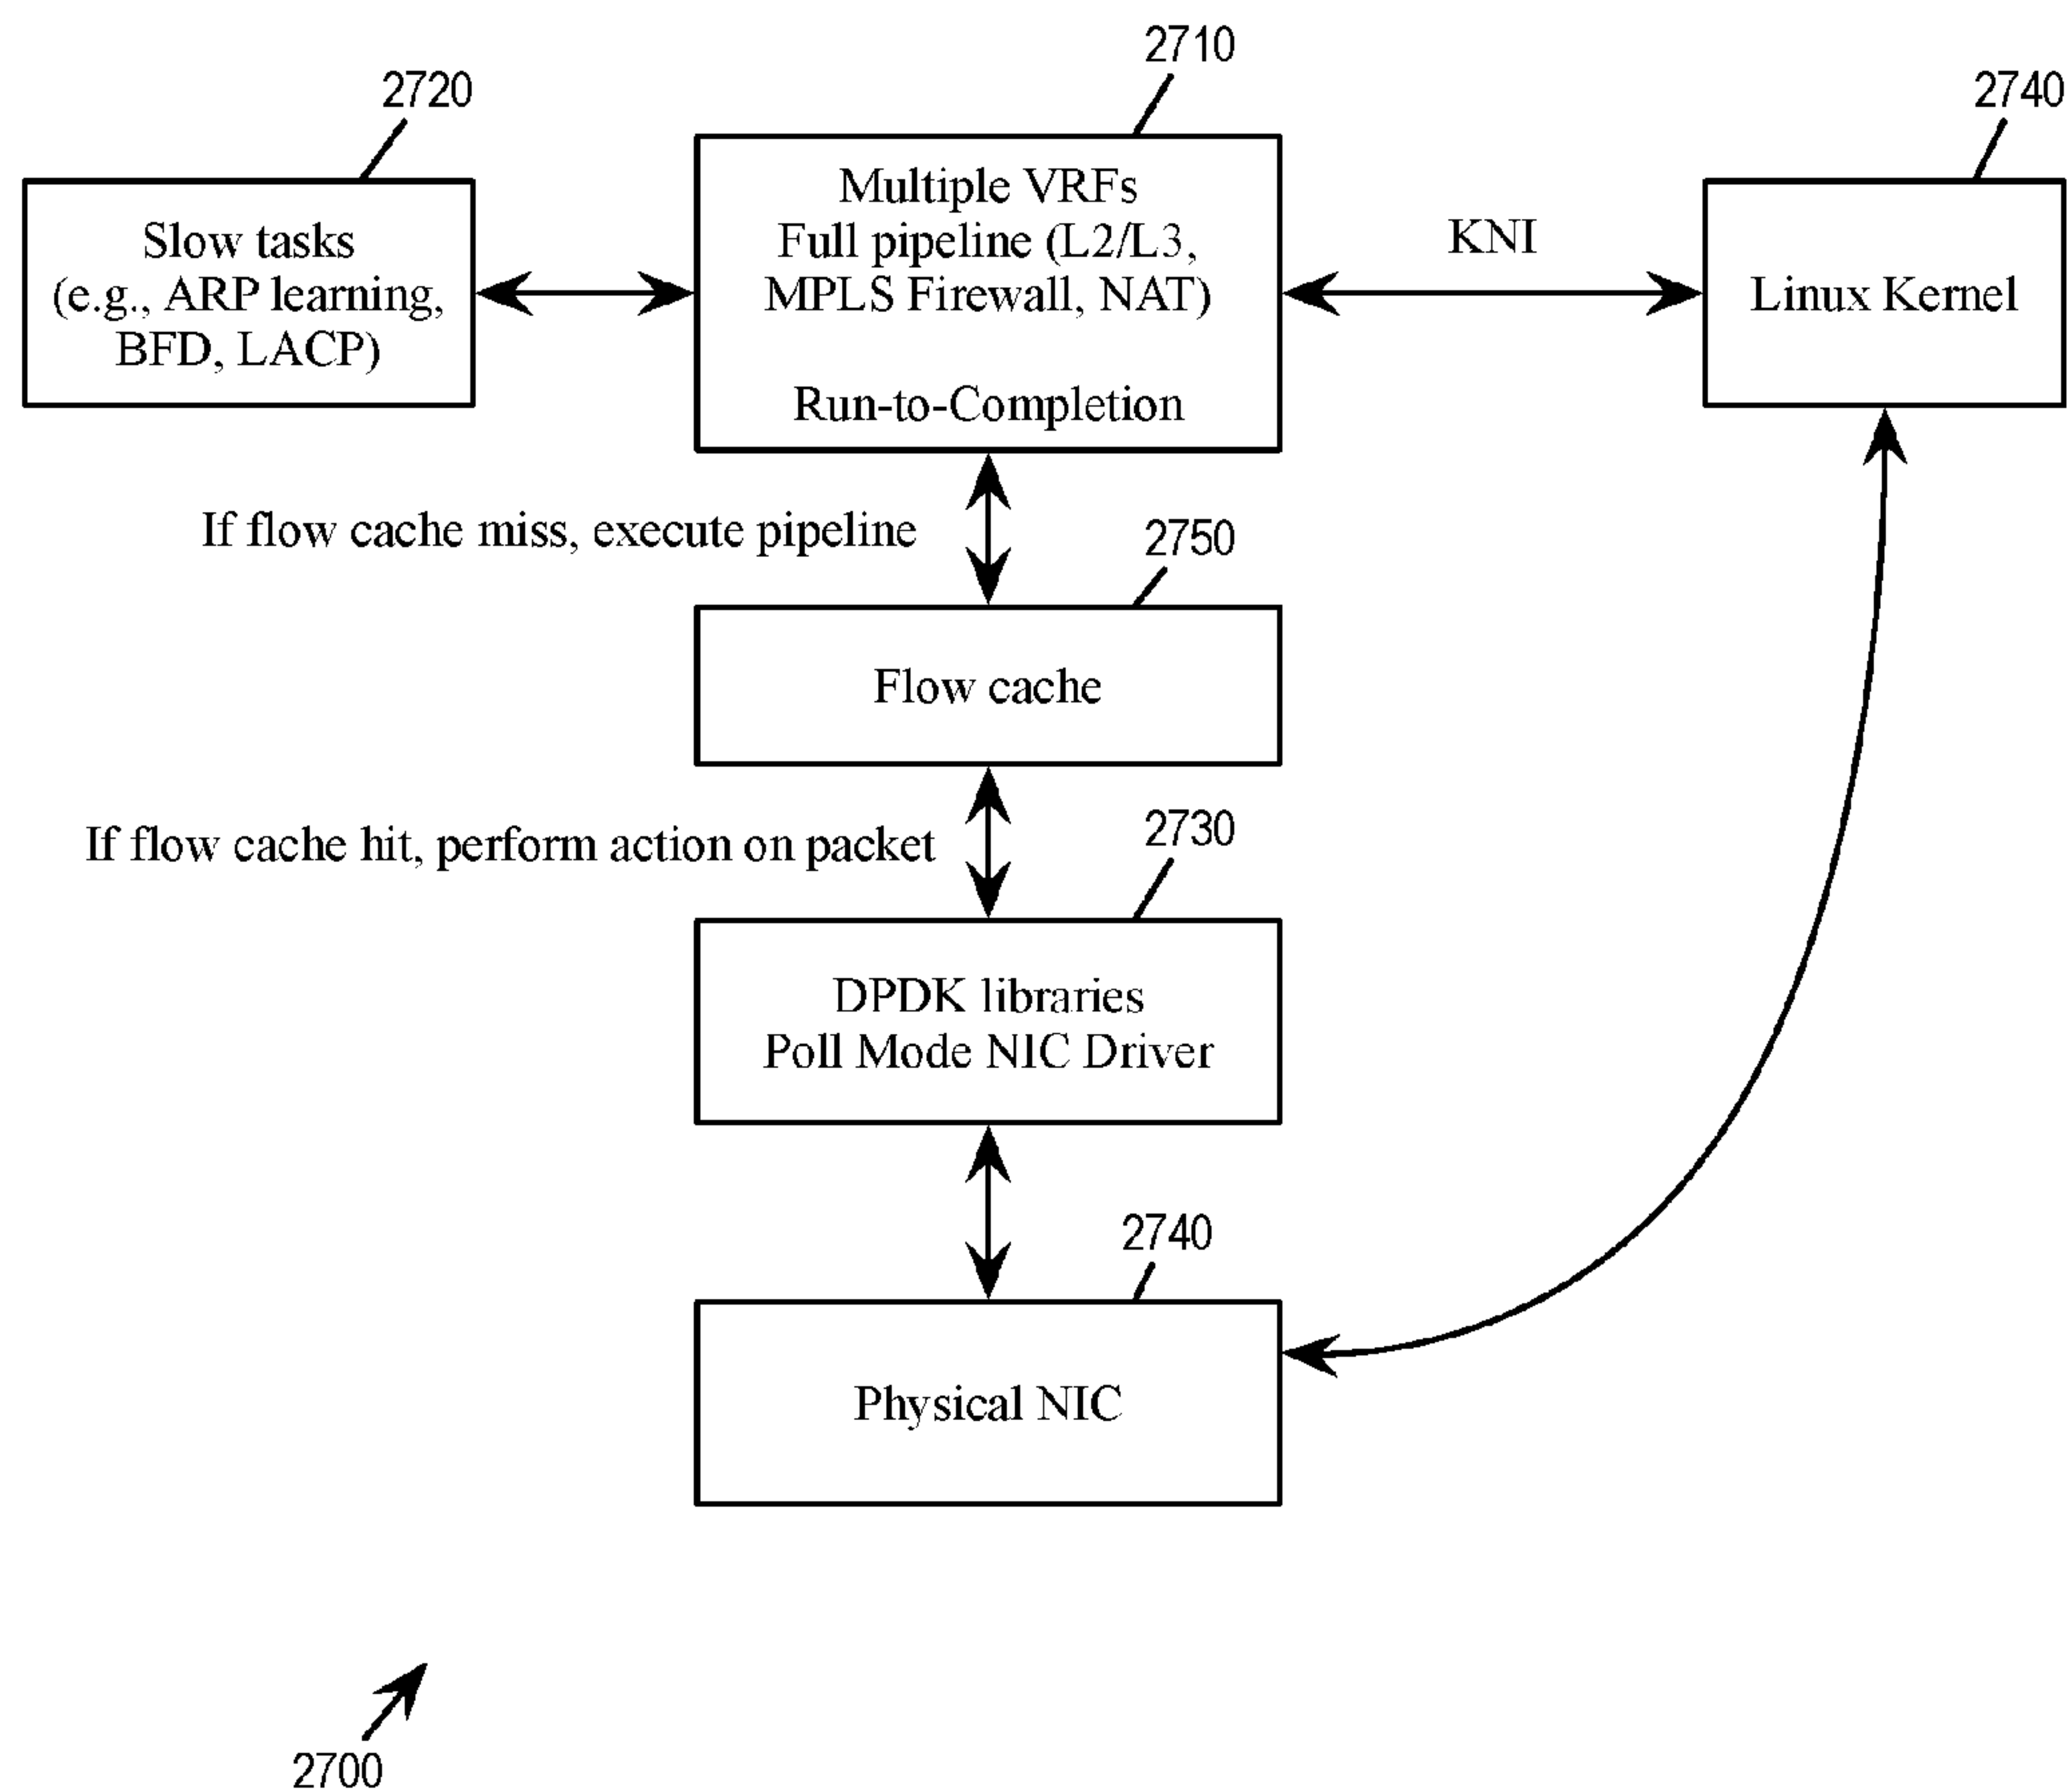 2710
2720
2740
Multiple VRFs
Full pipeline (L2/L3,
MPLS Firewall, NAT)
Run-to-Completion
Slow tasks
(e.g., ARP learning,
BFD, LACP)
KNI
Linux Kernel
If flow cache miss, execute pipeline
2750
Flow cache
If flow cache hit, perform action on packet
2730
DPDK libraries
Poll Mode NIC Driver
2740
Physical NIC
2700